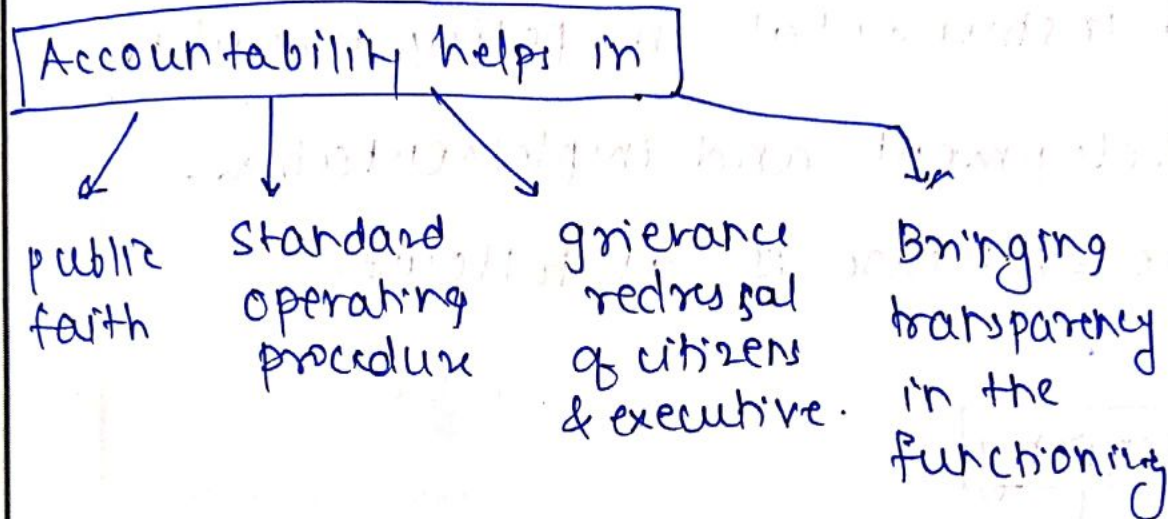 Accountability helps in
public
faith
standard
operating
procedure
grievance
redressal
of citizens
& executive.
Bringing
transparency
in the
functioning